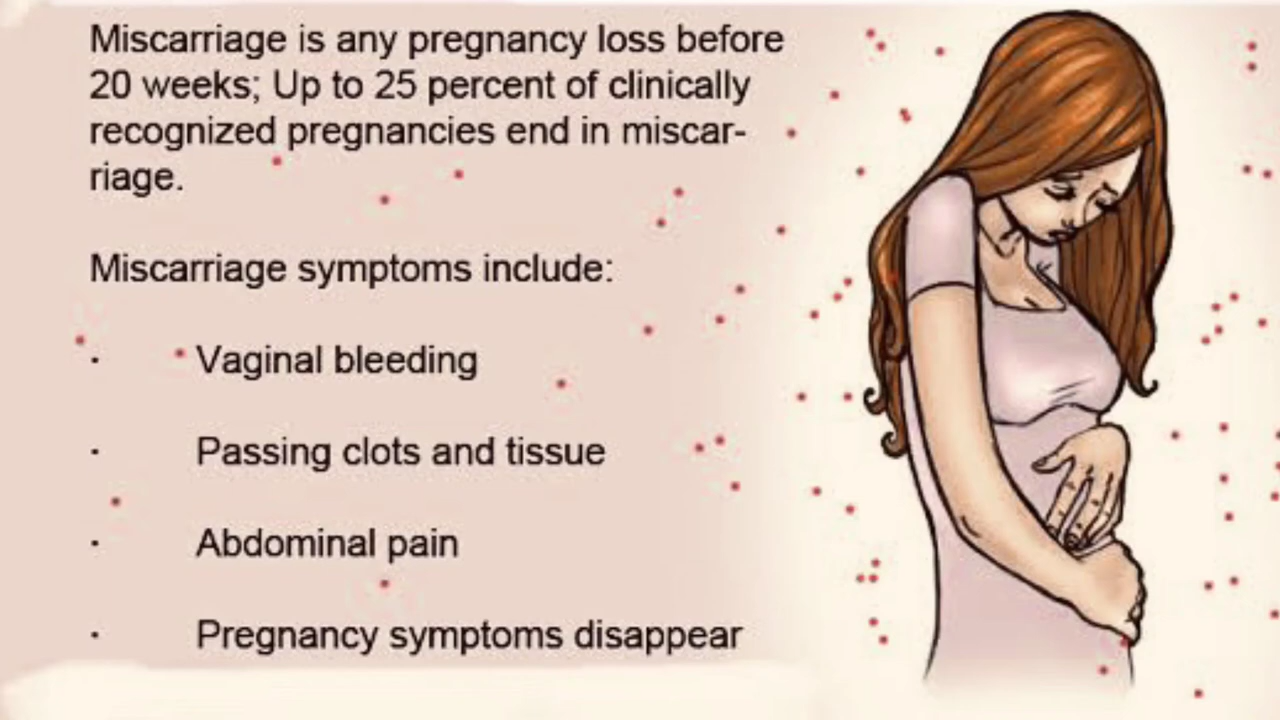 Miscarriage is any pregnancy loss before
20 weeks; Up to 25 percent of clinically
recognized pregnancies end in miscar-
riage.
Miscarriage symptoms include:
· Vaginal bleeding
· Passing clots and tissue
· Abdominal pain
· Pregnancy symptoms disappear